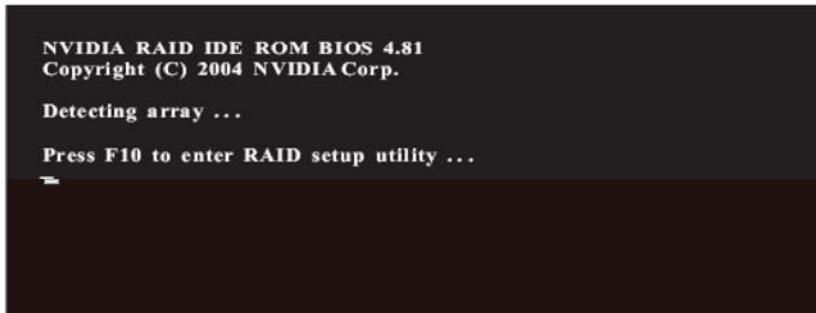 NVIDIA RAID IDE ROM BIOS 4.81
Copyright (C) 2004 NVIDIA Corp.
Detecting array ...
Press F10 to enter RAID setup utility ...